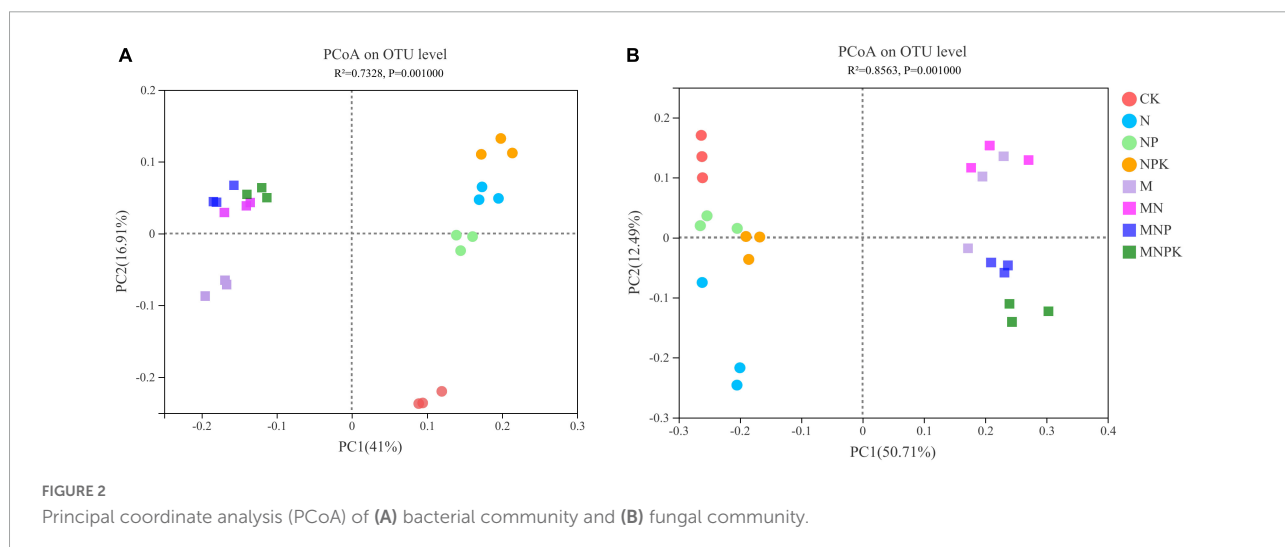 A
PCoA on OTU level
R²=0.7328, P=0.001000
0.2
0.1
0
-0.1
-0.2
PC2(16.91%)
-0.2
-0.1
0
0.1
0.2
0.3
PC1(41%)
B
PCoA on OTU level
R²=0.8563, P=0.001000
0.2
0.1
0
-0.1
-0.2
-0.3
PC2(12.49%)
-0.3
-0.2
-0.1
0
0.1
0.2
0.3
0.4
PC1(50.71%)
CK
N
NP
NPK
M
MN
MNP
MNPK
FIGURE 2
Principal coordinate analysis (PCoA) of (A) bacterial community and (B) fungal community.